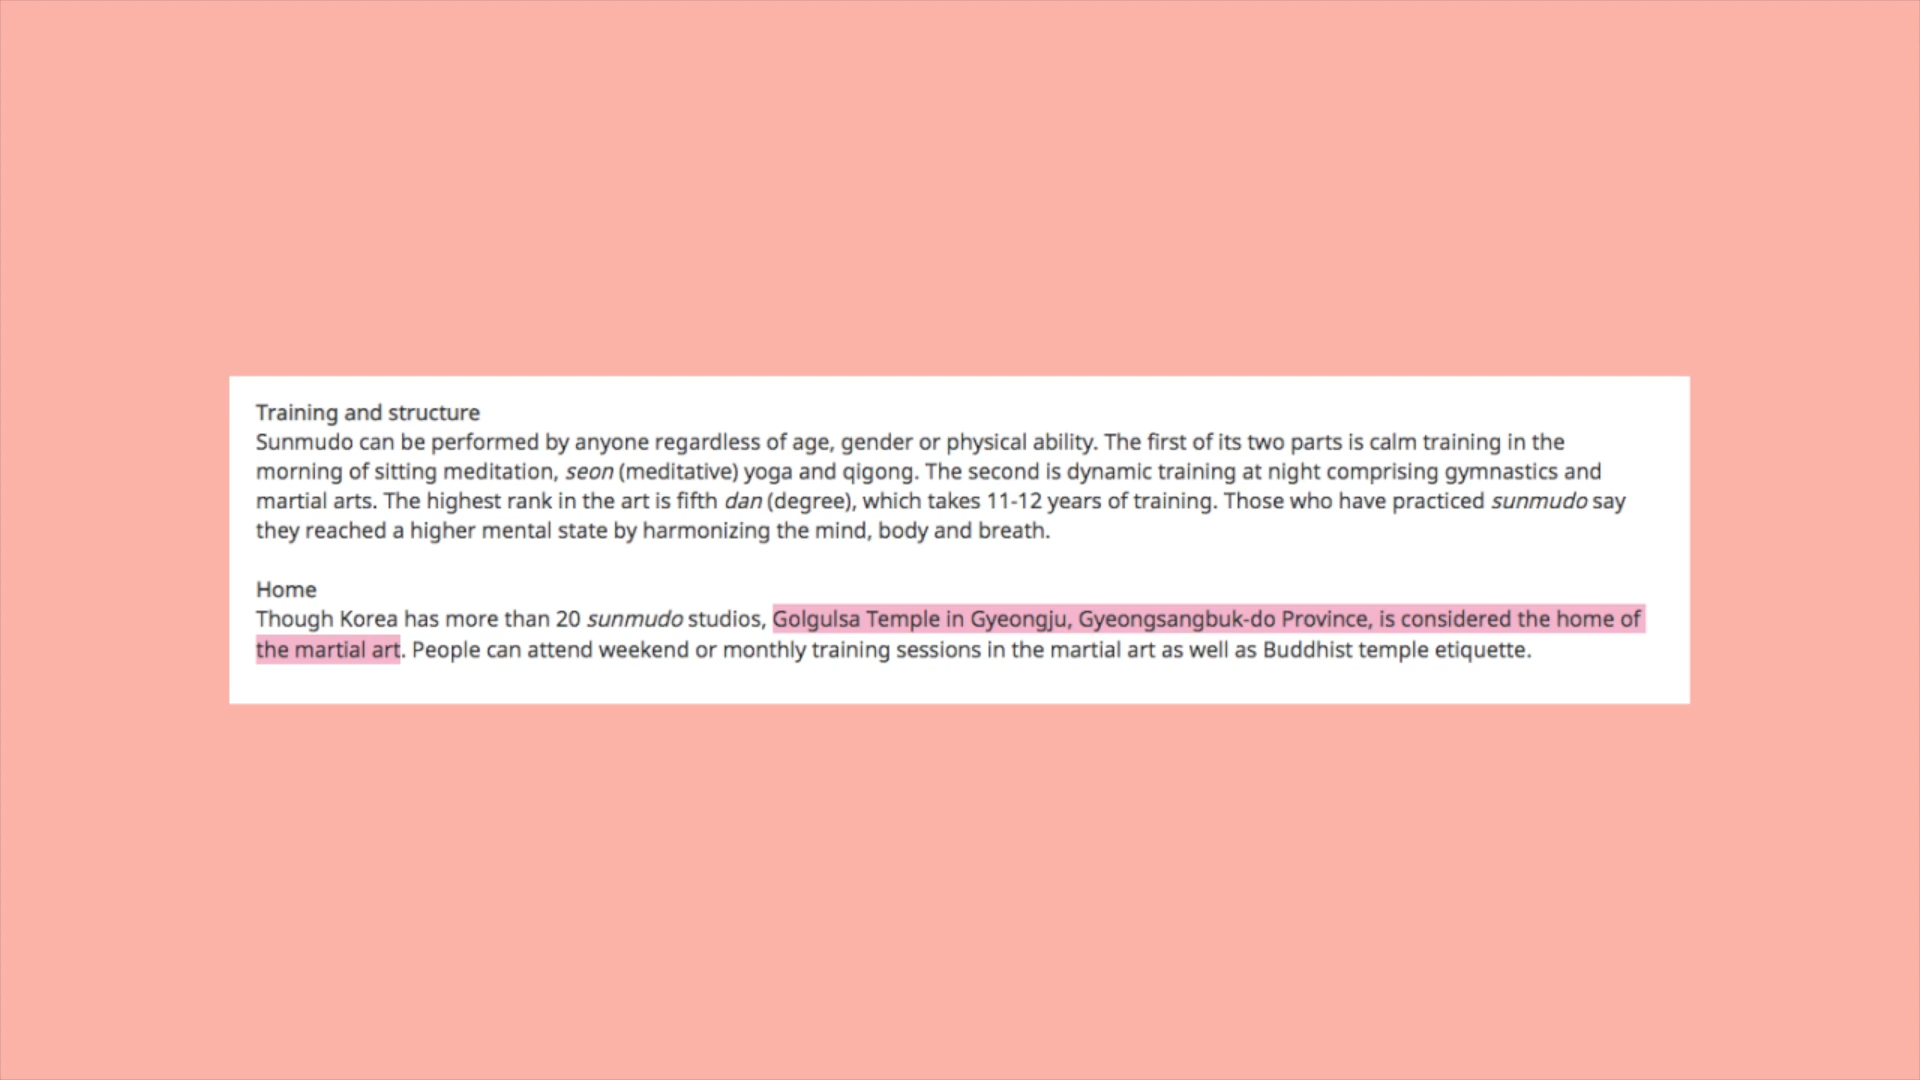 Training and structure
Sunmudo can be performed by anyone regardless of age, gender or physical ability. The first of its two parts is calm training in the
morning of sitting meditation, seon (meditative) yoga and qigong. The second is dynamic training at night comprising gymnastics and
martial arts. The highest rank in the art is fifth dan (degree), which takes 11-12 years of training. Those who have practiced sunmudo say
they reached a higher mental state by harmonizing the mind, body and breath.
Home
Though Korea has more than 20 sunmudo studios, Golgulsa Temple in Gyeongju, Gyeongsangbuk-do Province, is considered the home of
the martial art. People can attend weekend or monthly training sessions in the martial art as well as Buddhist temple etiquette.